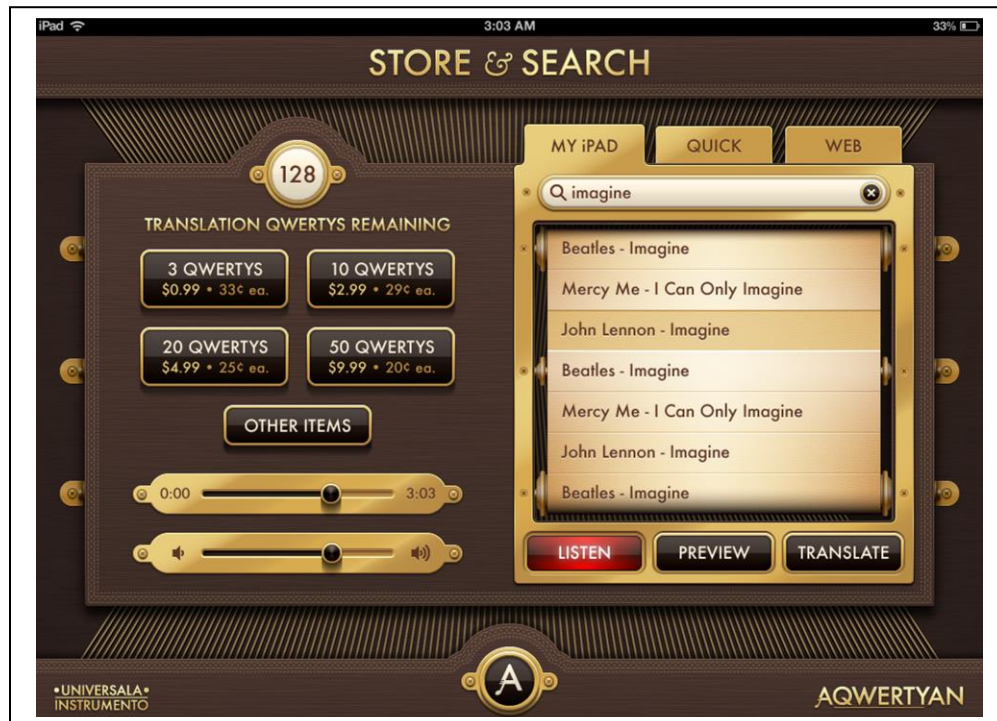 iPad 3:03 AM 33%
STORE & SEARCH
128
TRANSLATION QWERTYS REMAINING
3 QWERTYS
$0.99 • 33¢ ea.
10 QWERTYS
$2.99 • 29¢ ea.
20 QWERTYS
$4.99 • 25¢ ea.
50 QWERTYS
$9.99 • 20¢ ea.
OTHER ITEMS
0:00 3:03
MY iPAD QUICK WEB
imagine
Beatles - Imagine
Mercy Me - I Can Only Imagine
John Lennon - Imagine
Beatles - Imagine
Mercy Me - I Can Only Imagine
John Lennon - Imagine
Beatles - Imagine
LISTEN PREVIEW TRANSLATE
•UNIVERSALA•
INSTRUMENTO
A
AQWERTYAN